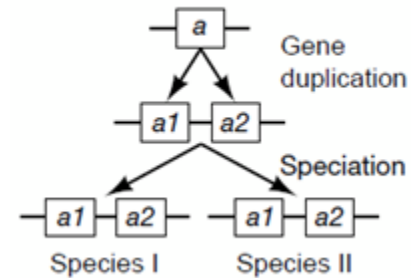 a
Gene
duplication
a1 a2
Speciation
a1 a2 a1 a2
Species I Species II